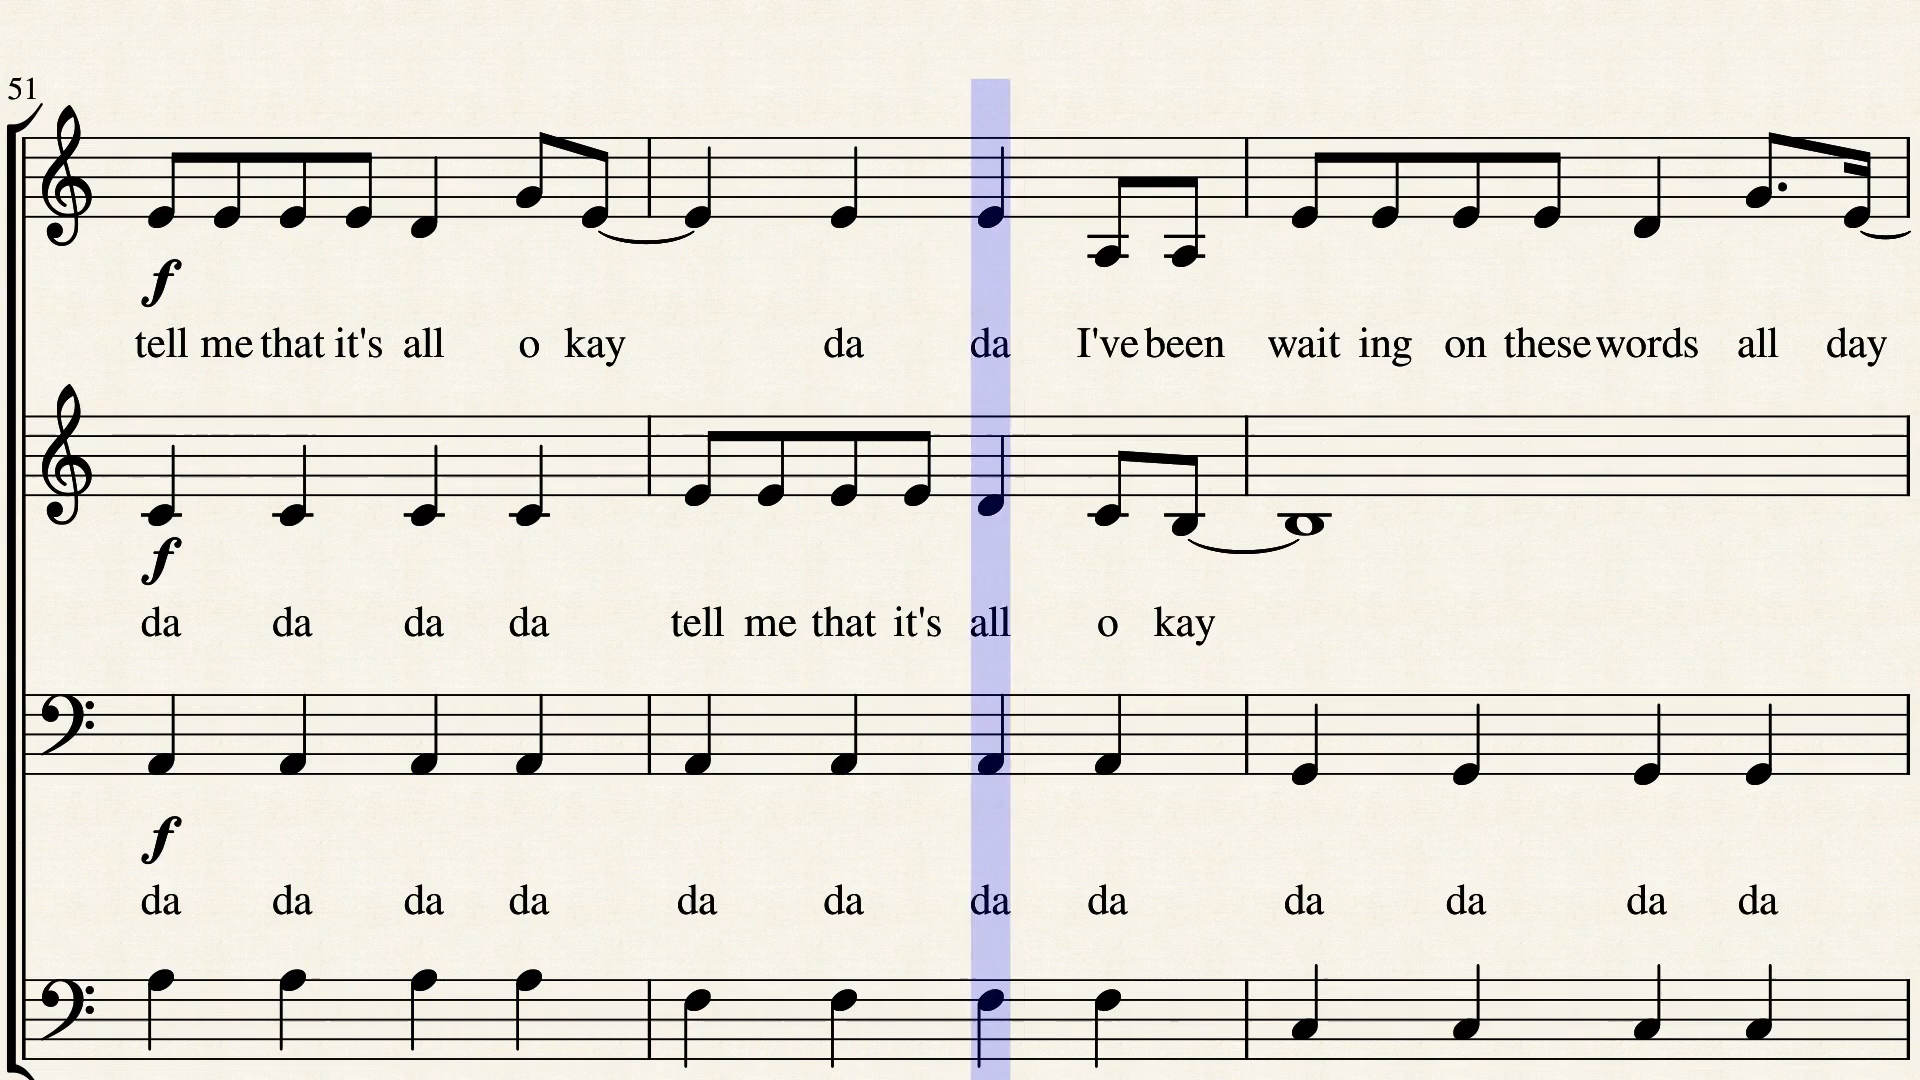 51
f
tell me that it's all o kay da da I've been wait ing on these words all day
f
da da da da tell me that it's all o kay
f
da da da da da da da da da da da da